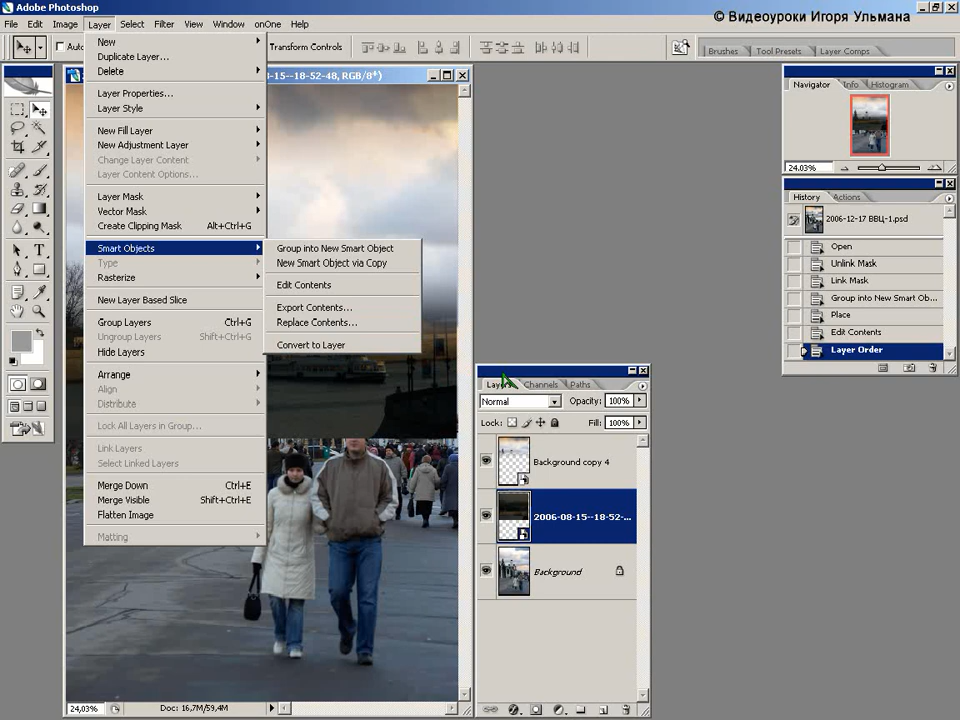 Adobe Photoshop
© Видеоуроки Игоря Ульмана
File Edit Image Layer Select Filter View Window onOne Help
Transform Controls
Brushes Tool Presets Layer Comps
-15--18-52-48, RGB/8*)
New
Duplicate Layer...
Delete
Layer Properties...
Layer Style
New Fill Layer
New Adjustment Layer
Change Layer Content
Layer Content Options...
Layer Mask
Vector Mask
Create Clipping Mask Alt+Ctrl+G
Smart Objects
Type
Rasterize
New Layer Based Slice
Group Layers Ctrl+G
Ungroup Layers Shift+Ctrl+G
Hide Layers
Arrange
Align
Distribute
Lock All Layers in Group...
Link Layers
Select Linked Layers
Merge Down Ctrl+E
Merge Visible Shift+Ctrl+E
Flatten Image
Matting
Group into New Smart Object
New Smart Object via Copy
Edit Contents
Export Contents...
Replace Contents...
Convert to Layer
Navigator Info Histogram
24.03%
History Actions
2006-12-17 ВВЦ-1.psd
Open
Unlink Mask
Link Mask
Group into New Smart Ob...
Place
Edit Contents
Layer Order
Channels Paths
Normal Opacity: 100%
Lock: Fill: 100%
Background copy 4
2006-08-15--18-52-...
Background
24,03% Doc: 16,7M/59,4M